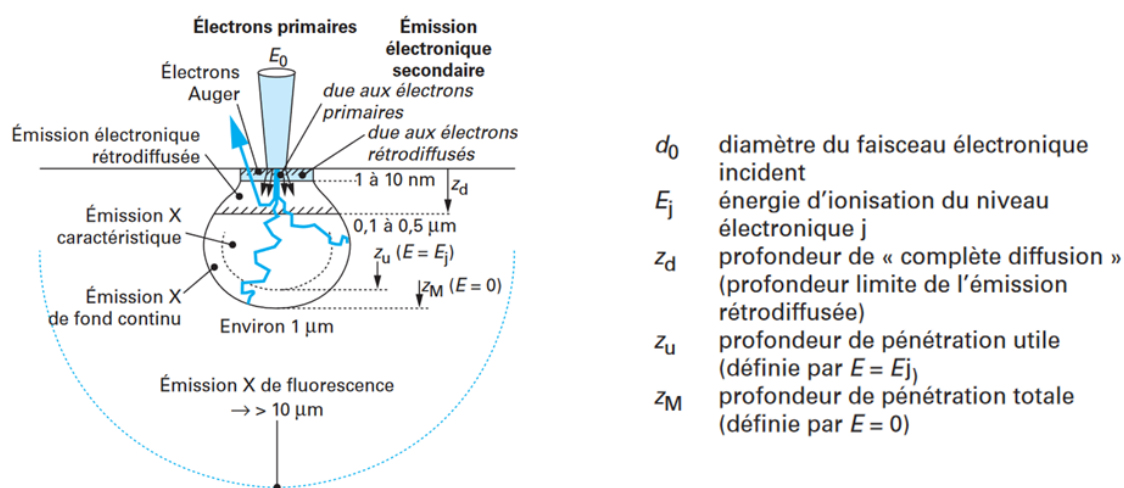 Électrons primaires
E0
Émission
électronique
secondaire
Électrons
Auger
due aux électrons
primaires
Émission électronique
rétrodiffusée
due aux électrons
rétrodiffusés
1 à 10 nm
zd
Émission X
caractéristique
0,1 à 0,5 µm
zu (E = Ej)
zM (E = 0)
Émission X
de fond continu
Environ 1 µm
Émission X de fluorescence
→ > 10 µm
d0 diamètre du faisceau électronique
incident
Ej énergie d'ionisation du niveau
électronique j
zd profondeur de « complète diffusion »
(profondeur limite de l'émission
rétrodiffusée)
zu profondeur de pénétration utile
(définie par E = Ej)
zM profondeur de pénétration totale
(définie par E = 0)